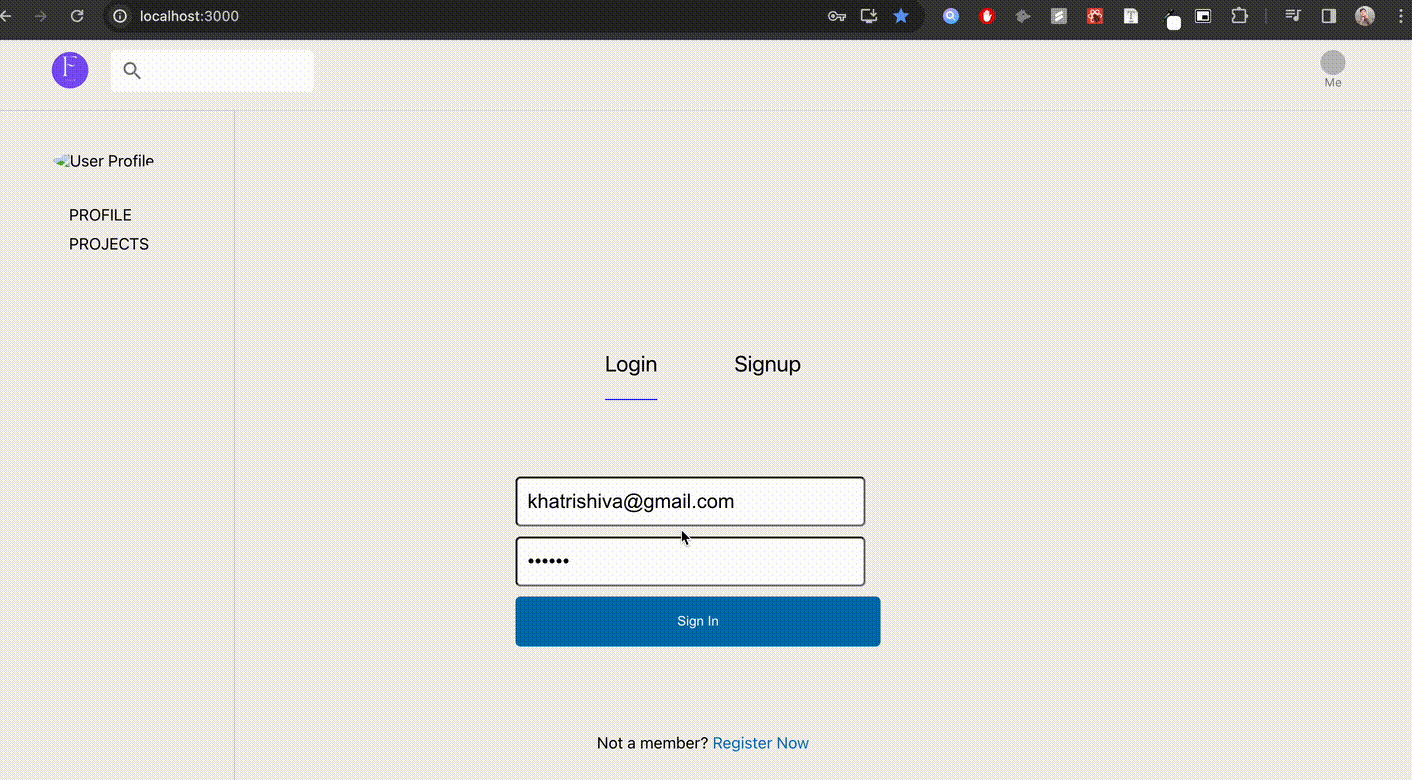 localhost:3000
E
Me
User Profile
PROFILE
PROJECTS
Login Signup
khatrishiva@gmail.com
••••••
Sign In
Not a member? Register Now